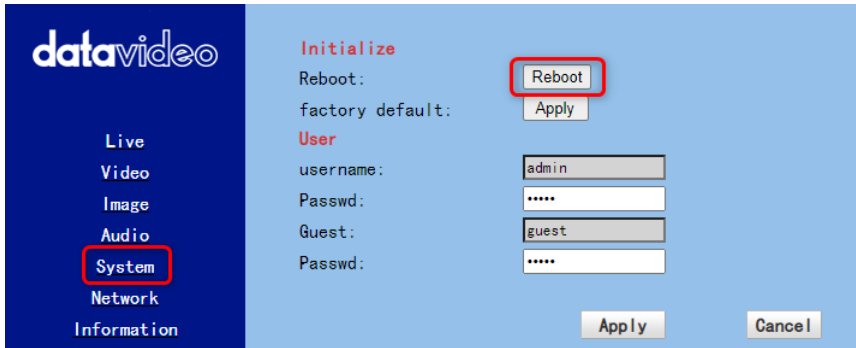 datavideo
Live
Video
Image
Audio
System
Network
Information
Initialize
Reboot: Reboot
factory default: Apply
User
username: admin
Passwd: •••••
Guest: guest
Passwd: •••••
Apply Cancel